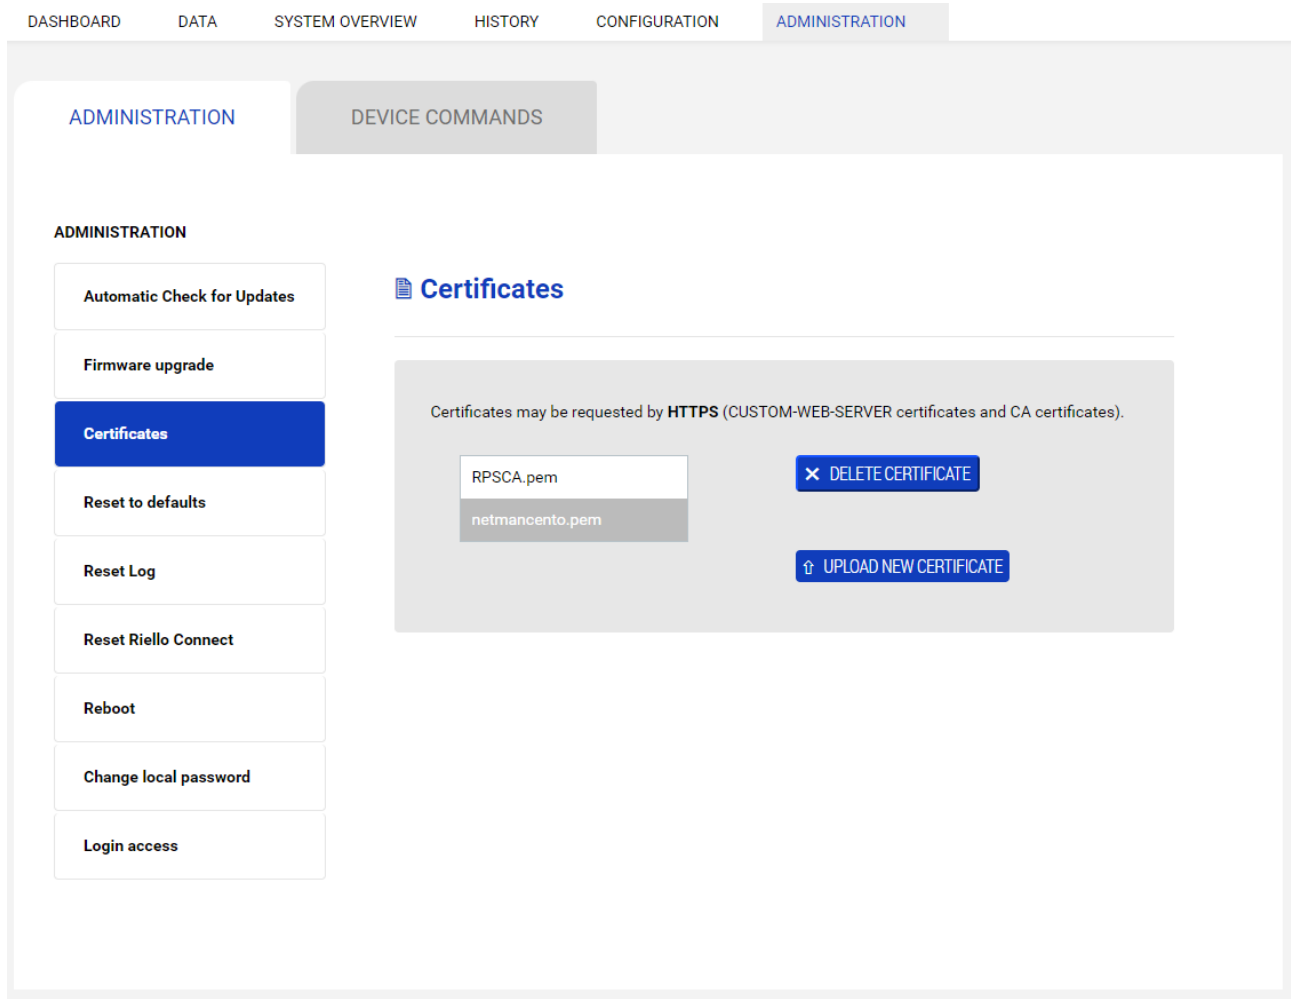 DASHBOARD DATA SYSTEM OVERVIEW HISTORY CONFIGURATION ADMINISTRATION
ADMINISTRATION DEVICE COMMANDS
ADMINISTRATION
Automatic Check for Updates
Firmware upgrade
Certificates
Reset to defaults
Reset Log
Reset Riello Connect
Reboot
Change local password
Login access
Certificates
Certificates may be requested by HTTPS (CUSTOM-WEB-SERVER certificates and CA certificates).
RPSCA.pem
netmancento.pem
DELETE CERTIFICATE
UPLOAD NEW CERTIFICATE